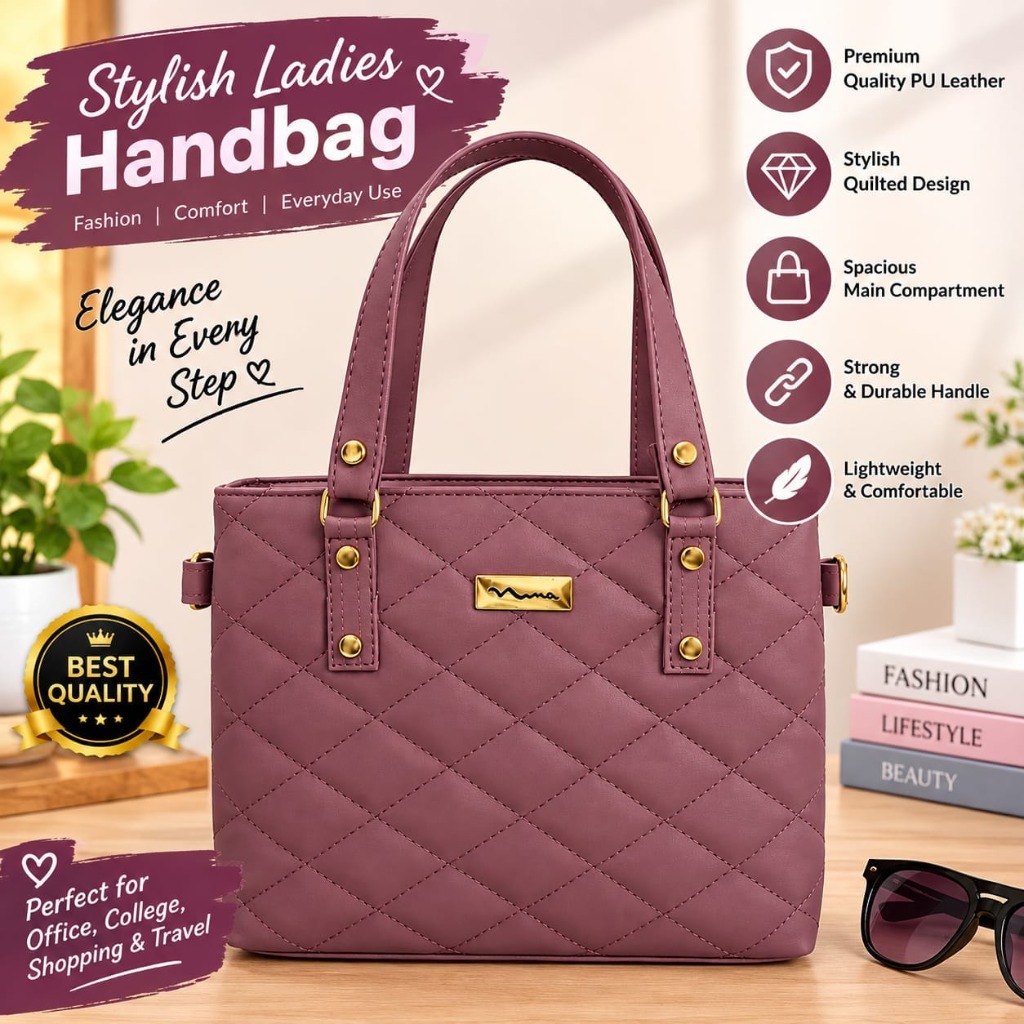 Stylish Ladies
Handbag
Fashion | Comfort | Everyday Use
Elegance
in Every
Step
Premium
Quality PU Leather
Stylish
Quilted Design
Spacious
Main Compartment
Strong
& Durable Handle
Lightweight
& Comfortable
BEST
QUALITY
FASHION
LIFESTYLE
BEAUTY
Perfect for
Office, College,
Shopping & Travel